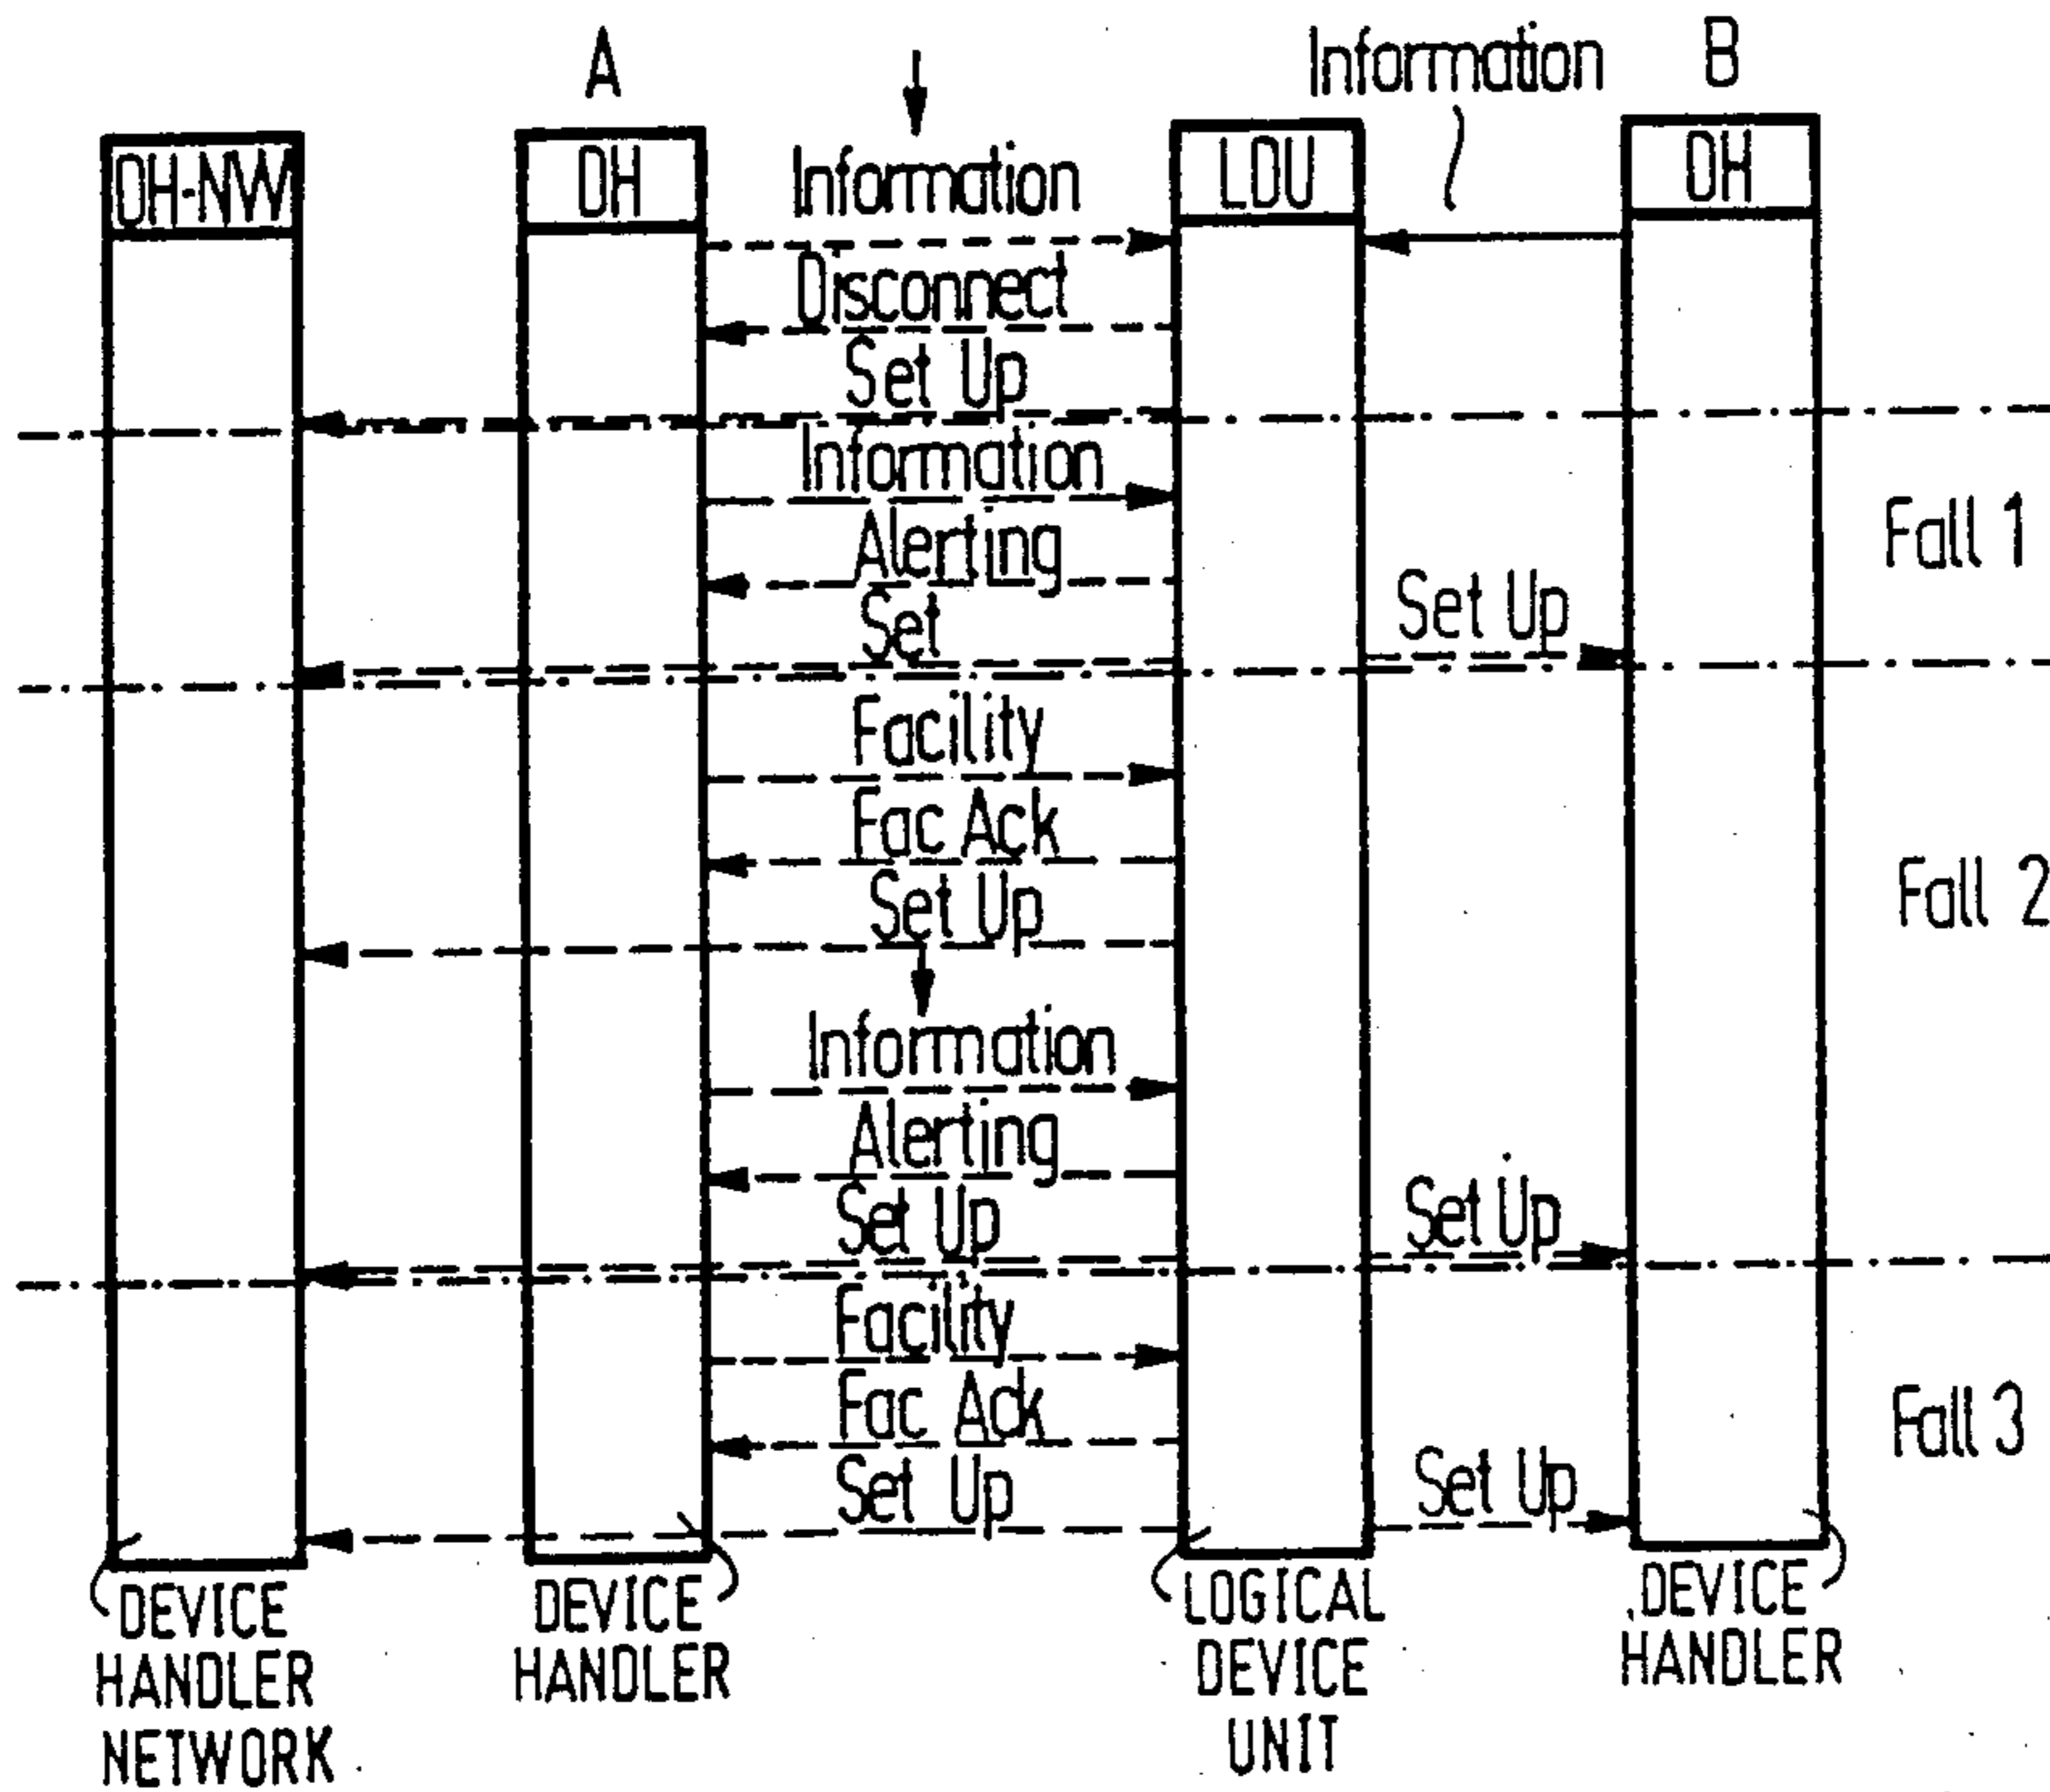 A
Information
B
DH-NW
DH
Information
LDU
DH
Disconnect
Set Up
Information
Fall 1
Alerting
Set
Set Up
Facility
Fac Ack
Fall 2
Set Up
Information
Alerting
Set Up
Set Up
Facility
Fac Ack
Fall 3
Set Up
Set Up
DEVICE
HANDLER
NETWORK
DEVICE
HANDLER
LOGICAL
DEVICE
UNIT
DEVICE
HANDLER